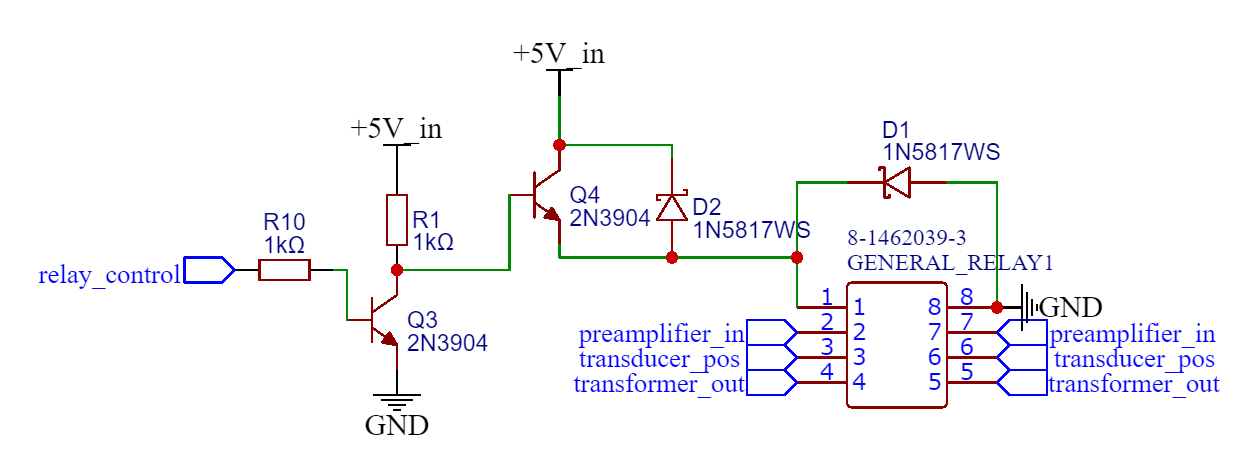 +5V_in
+5V_in
D1
1N5817WS
Q4
2N3904
D2
1N5817WS
R10
1kΩ
R1
1kΩ
8-1462039-3
GENERAL_RELAY1
relay_control
Q3
2N3904
GND
1 1 8 8 GND
preamplifier_in 2 2 7 7 preamplifier_in
transducer_pos 3 3 6 6 transducer_pos
transformer_out 4 4 5 5 transformer_out